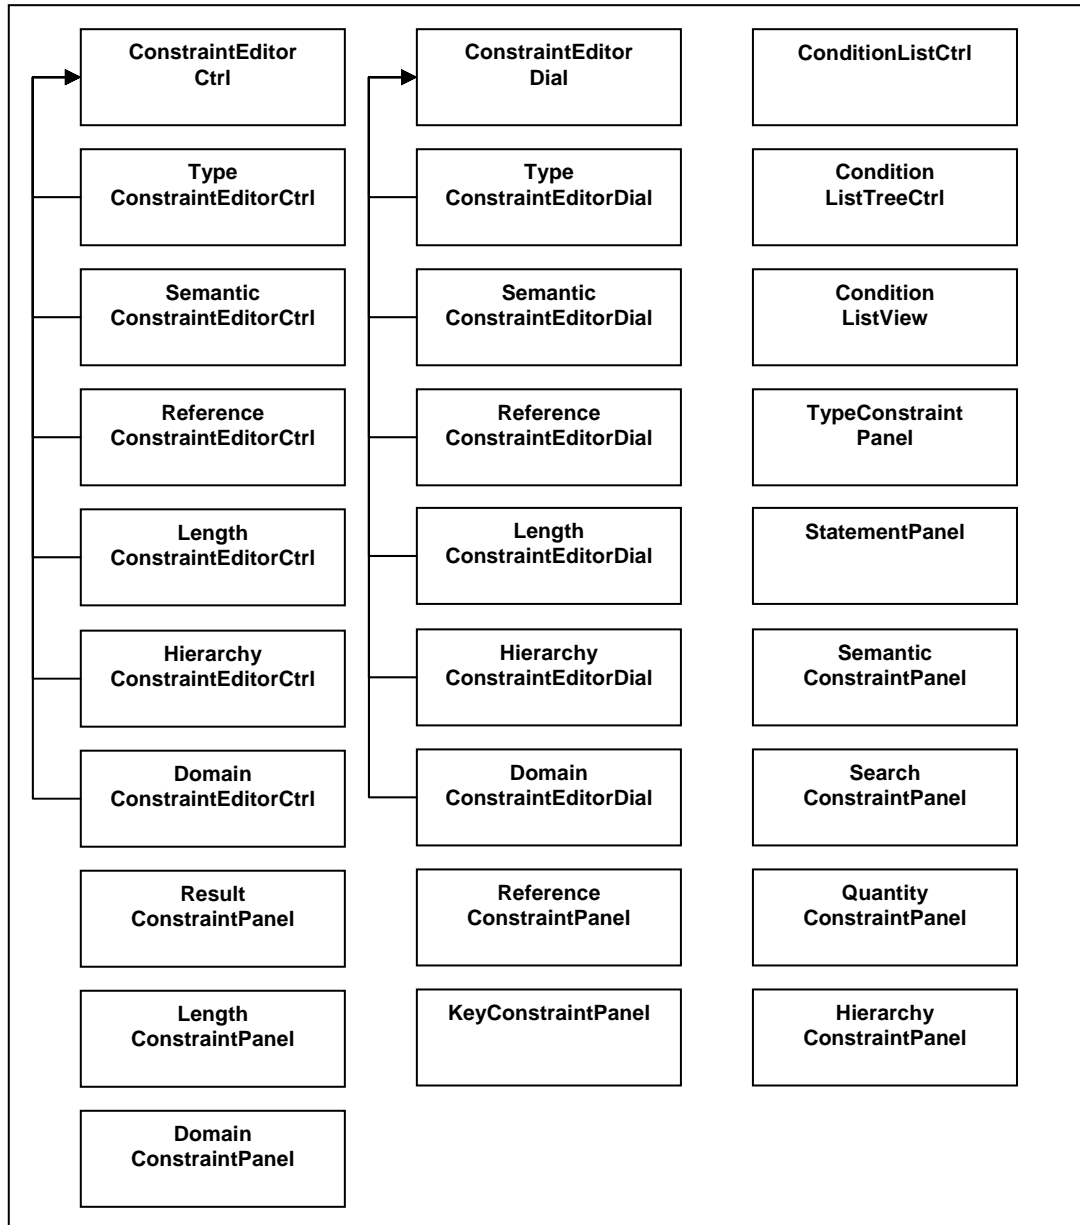 ConstraintEditor
Ctrl
ConstraintEditor
Dial
ConditionListCtrl
Type
ConstraintEditorCtrl
Type
ConstraintEditorDial
Condition
ListTreeCtrl
Semantic
ConstraintEditorCtrl
Semantic
ConstraintEditorDial
Condition
ListView
Reference
ConstraintEditorCtrl
Reference
ConstraintEditorDial
TypeConstraint
Panel
Length
ConstraintEditorCtrl
Length
ConstraintEditorDial
StatementPanel
Hierarchy
ConstraintEditorCtrl
Hierarchy
ConstraintEditorDial
Semantic
ConstraintPanel
Domain
ConstraintEditorCtrl
Domain
ConstraintEditorDial
Search
ConstraintPanel
Result
ConstraintPanel
Reference
ConstraintPanel
Quantity
ConstraintPanel
Length
ConstraintPanel
KeyConstraintPanel
Hierarchy
ConstraintPanel
Domain
ConstraintPanel